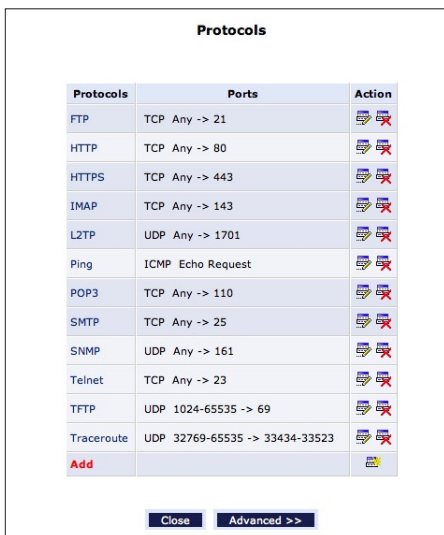 Protocols
Protocols Ports Action
FTP TCP Any -> 21
HTTP TCP Any -> 80
HTTPS TCP Any -> 443
IMAP TCP Any -> 143
L2TP UDP Any -> 1701
Ping ICMP Echo Request
POP3 TCP Any -> 110
SMTP TCP Any -> 25
SNMP UDP Any -> 161
Telnet TCP Any -> 23
TFTP UDP 1024-65535 -> 69
Traceroute UDP 32769-65535 -> 33434-33523
Add
Close Advanced >>